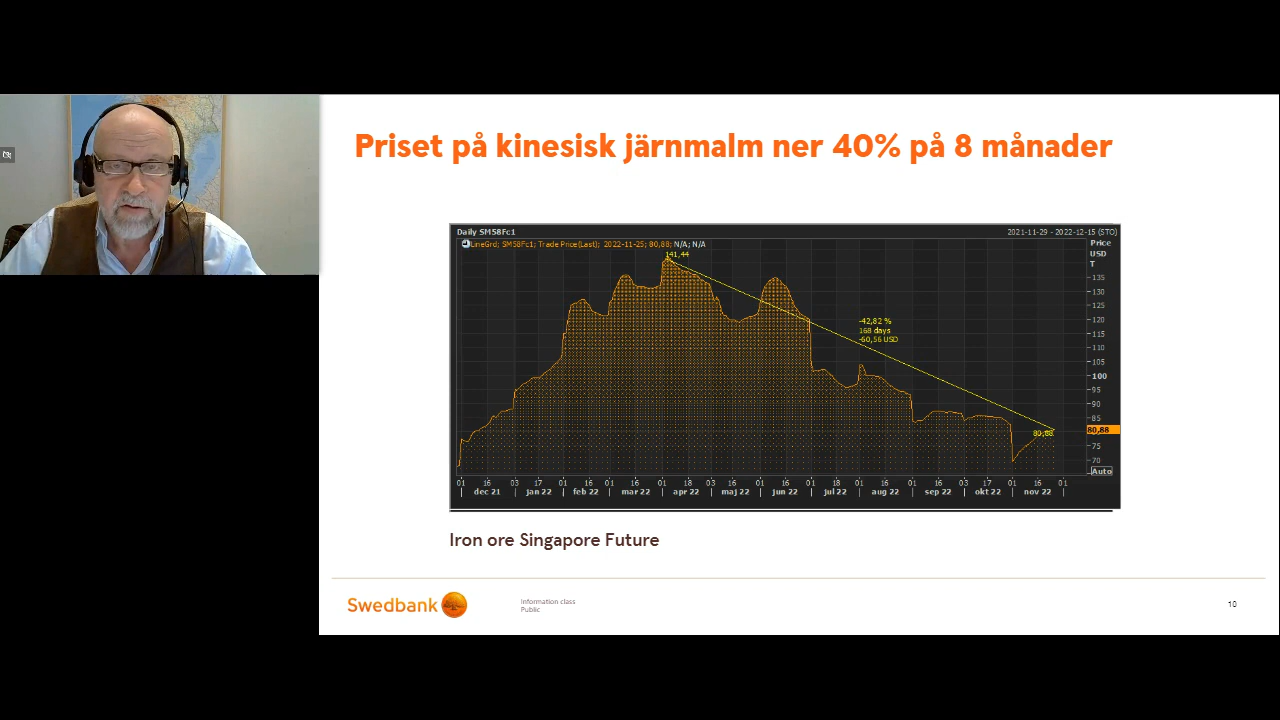 Priset på kinesisk järnmalm ner 40% på 8 månader
Daily SM58Fc1
2021-11-29 - 2022-12-15 (STO)
LineGrd; SM58Fc1; Trade Price(Last); 2022-11-25; 80,88; N/A; N/A
Price
USD
T
141,44
135
130
125
120
115
110
105
100
95
90
85
80,88
75
70
Auto
-42,82 %
168 days
-60,56 USD
80,88
01 16 03 17 01 16 01 16 01 18 03 16 01 16 01 18 01 16 01 16 03 17 01 16 01
dec 21 jan 22 feb 22 mar 22 apr 22 maj 22 jun 22 jul 22 aug 22 sep 22 okt 22 nov 22
Iron ore Singapore Future
Swedbank
Information class
Public
10